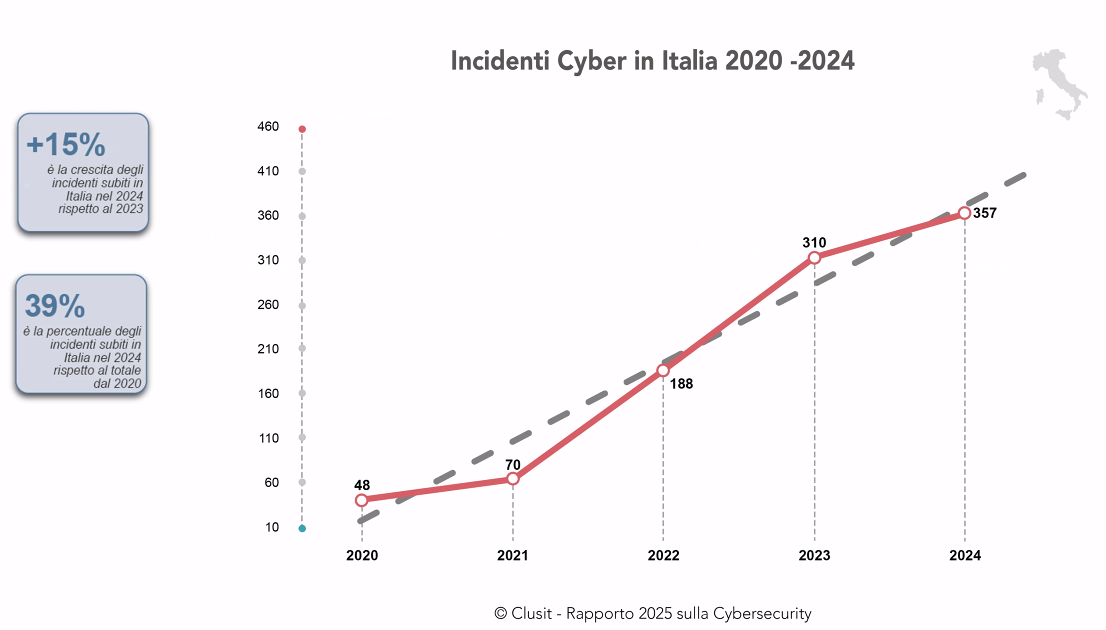 Incidenti Cyber in Italia 2020 -2024
+15%
è la crescita degli
incidenti subiti in
Italia nel 2024
rispetto al 2023
39%
è la percentuale degli
incidenti subiti in
Italia nel 2024
rispetto al totale
dal 2020
460
410
360
310
260
210
160
110
60
10
48
70
188
310
357
2020
2021
2022
2023
2024
© Clusit - Rapporto 2025 sulla Cybersecurity